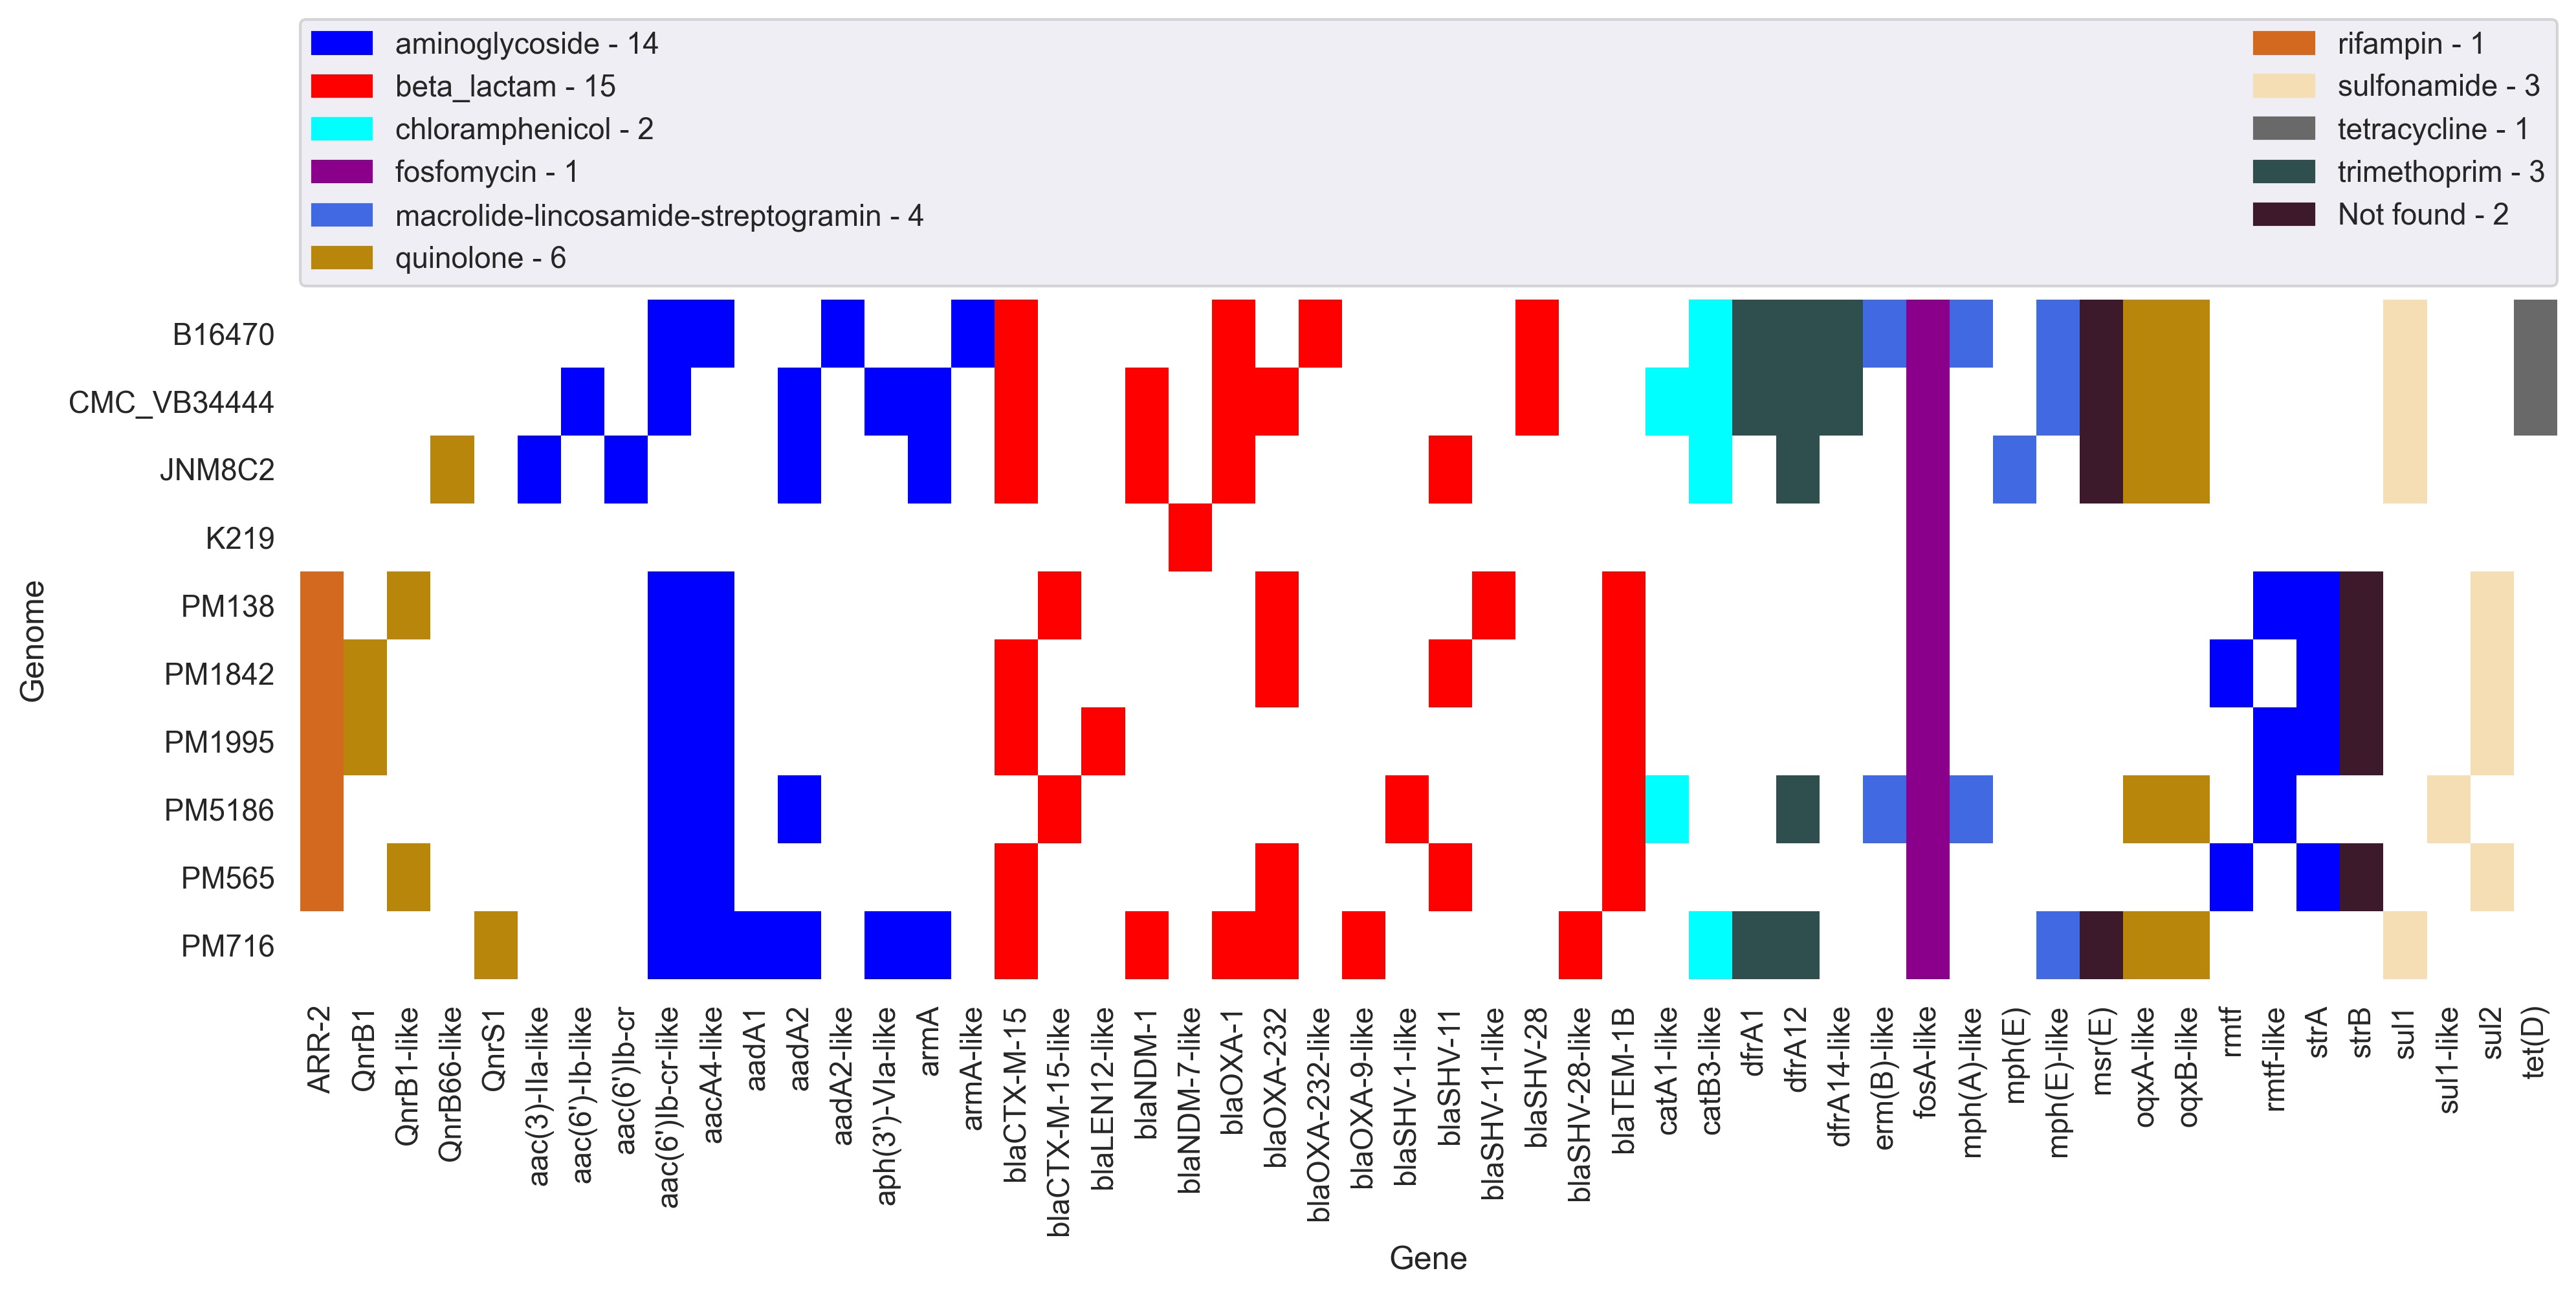 aminoglycoside - 14
beta_lactam - 15
chloramphenicol - 2
fosfomycin - 1
macrolide-lincosamide-streptogramin - 4
quinolone - 6
rifampin - 1
sulfonamide - 3
tetracycline - 1
trimethoprim - 3
Not found - 2
Genome
B16470
CMC_VB34444
JNM8C2
K219
PM138
PM1842
PM1995
PM5186
PM565
PM716
ARR-2
QnrB1
QnrB1-like
QnrB66-like
QnrS1
aac(3)-IIa-like
aac(6')-Ib-like
aac(6')Ib-cr
aac(6')Ib-cr-like
aacA4-like
aadA1
aadA2
aadA2-like
aph(3')-VIa-like
armA
armA-like
blaCTX-M-15
blaCTX-M-15-like
blaLEN12-like
blaNDM-1
blaNDM-7-like
blaOXA-1
blaOXA-232
blaOXA-232-like
blaOXA-9-like
blaSHV-1-like
blaSHV-11
blaSHV-11-like
blaSHV-28
blaSHV-28-like
blaTEM-1B
catA1-like
catB3-like
dfrA1
dfrA12
dfrA14-like
erm(B)-like
fosA-like
mph(A)-like
mph(E)
mph(E)-like
msr(E)
oqxA-like
oqxB-like
rmtf
rmtf-like
strA
strB
sul1
sul1-like
sul2
tet(D)
Gene